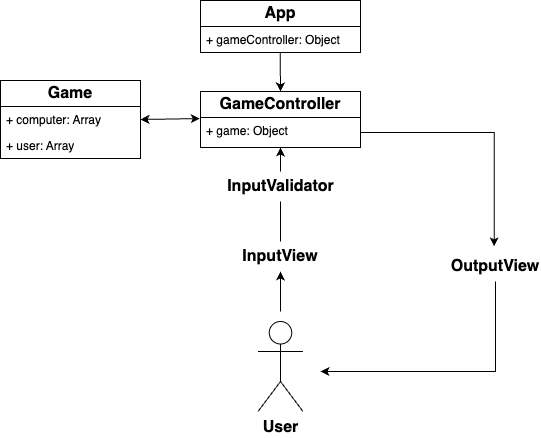 App
+ gameController: Object
Game
+ computer: Array
+ user: Array
GameController
+ game: Object
InputValidator
InputView
OutputView
User